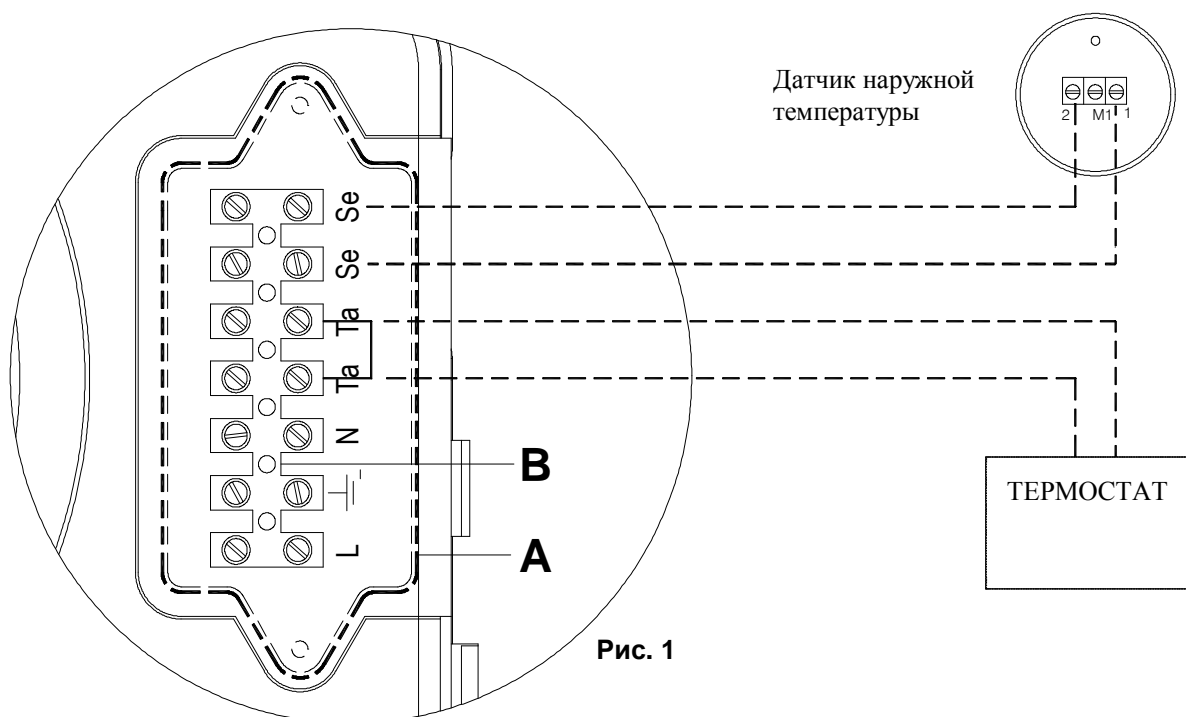 Датчик наружной
температуры
2 M1 1
Se
Se
Ta
Ta
N
B
L
A
ТЕРМОСТАТ
Рис. 1